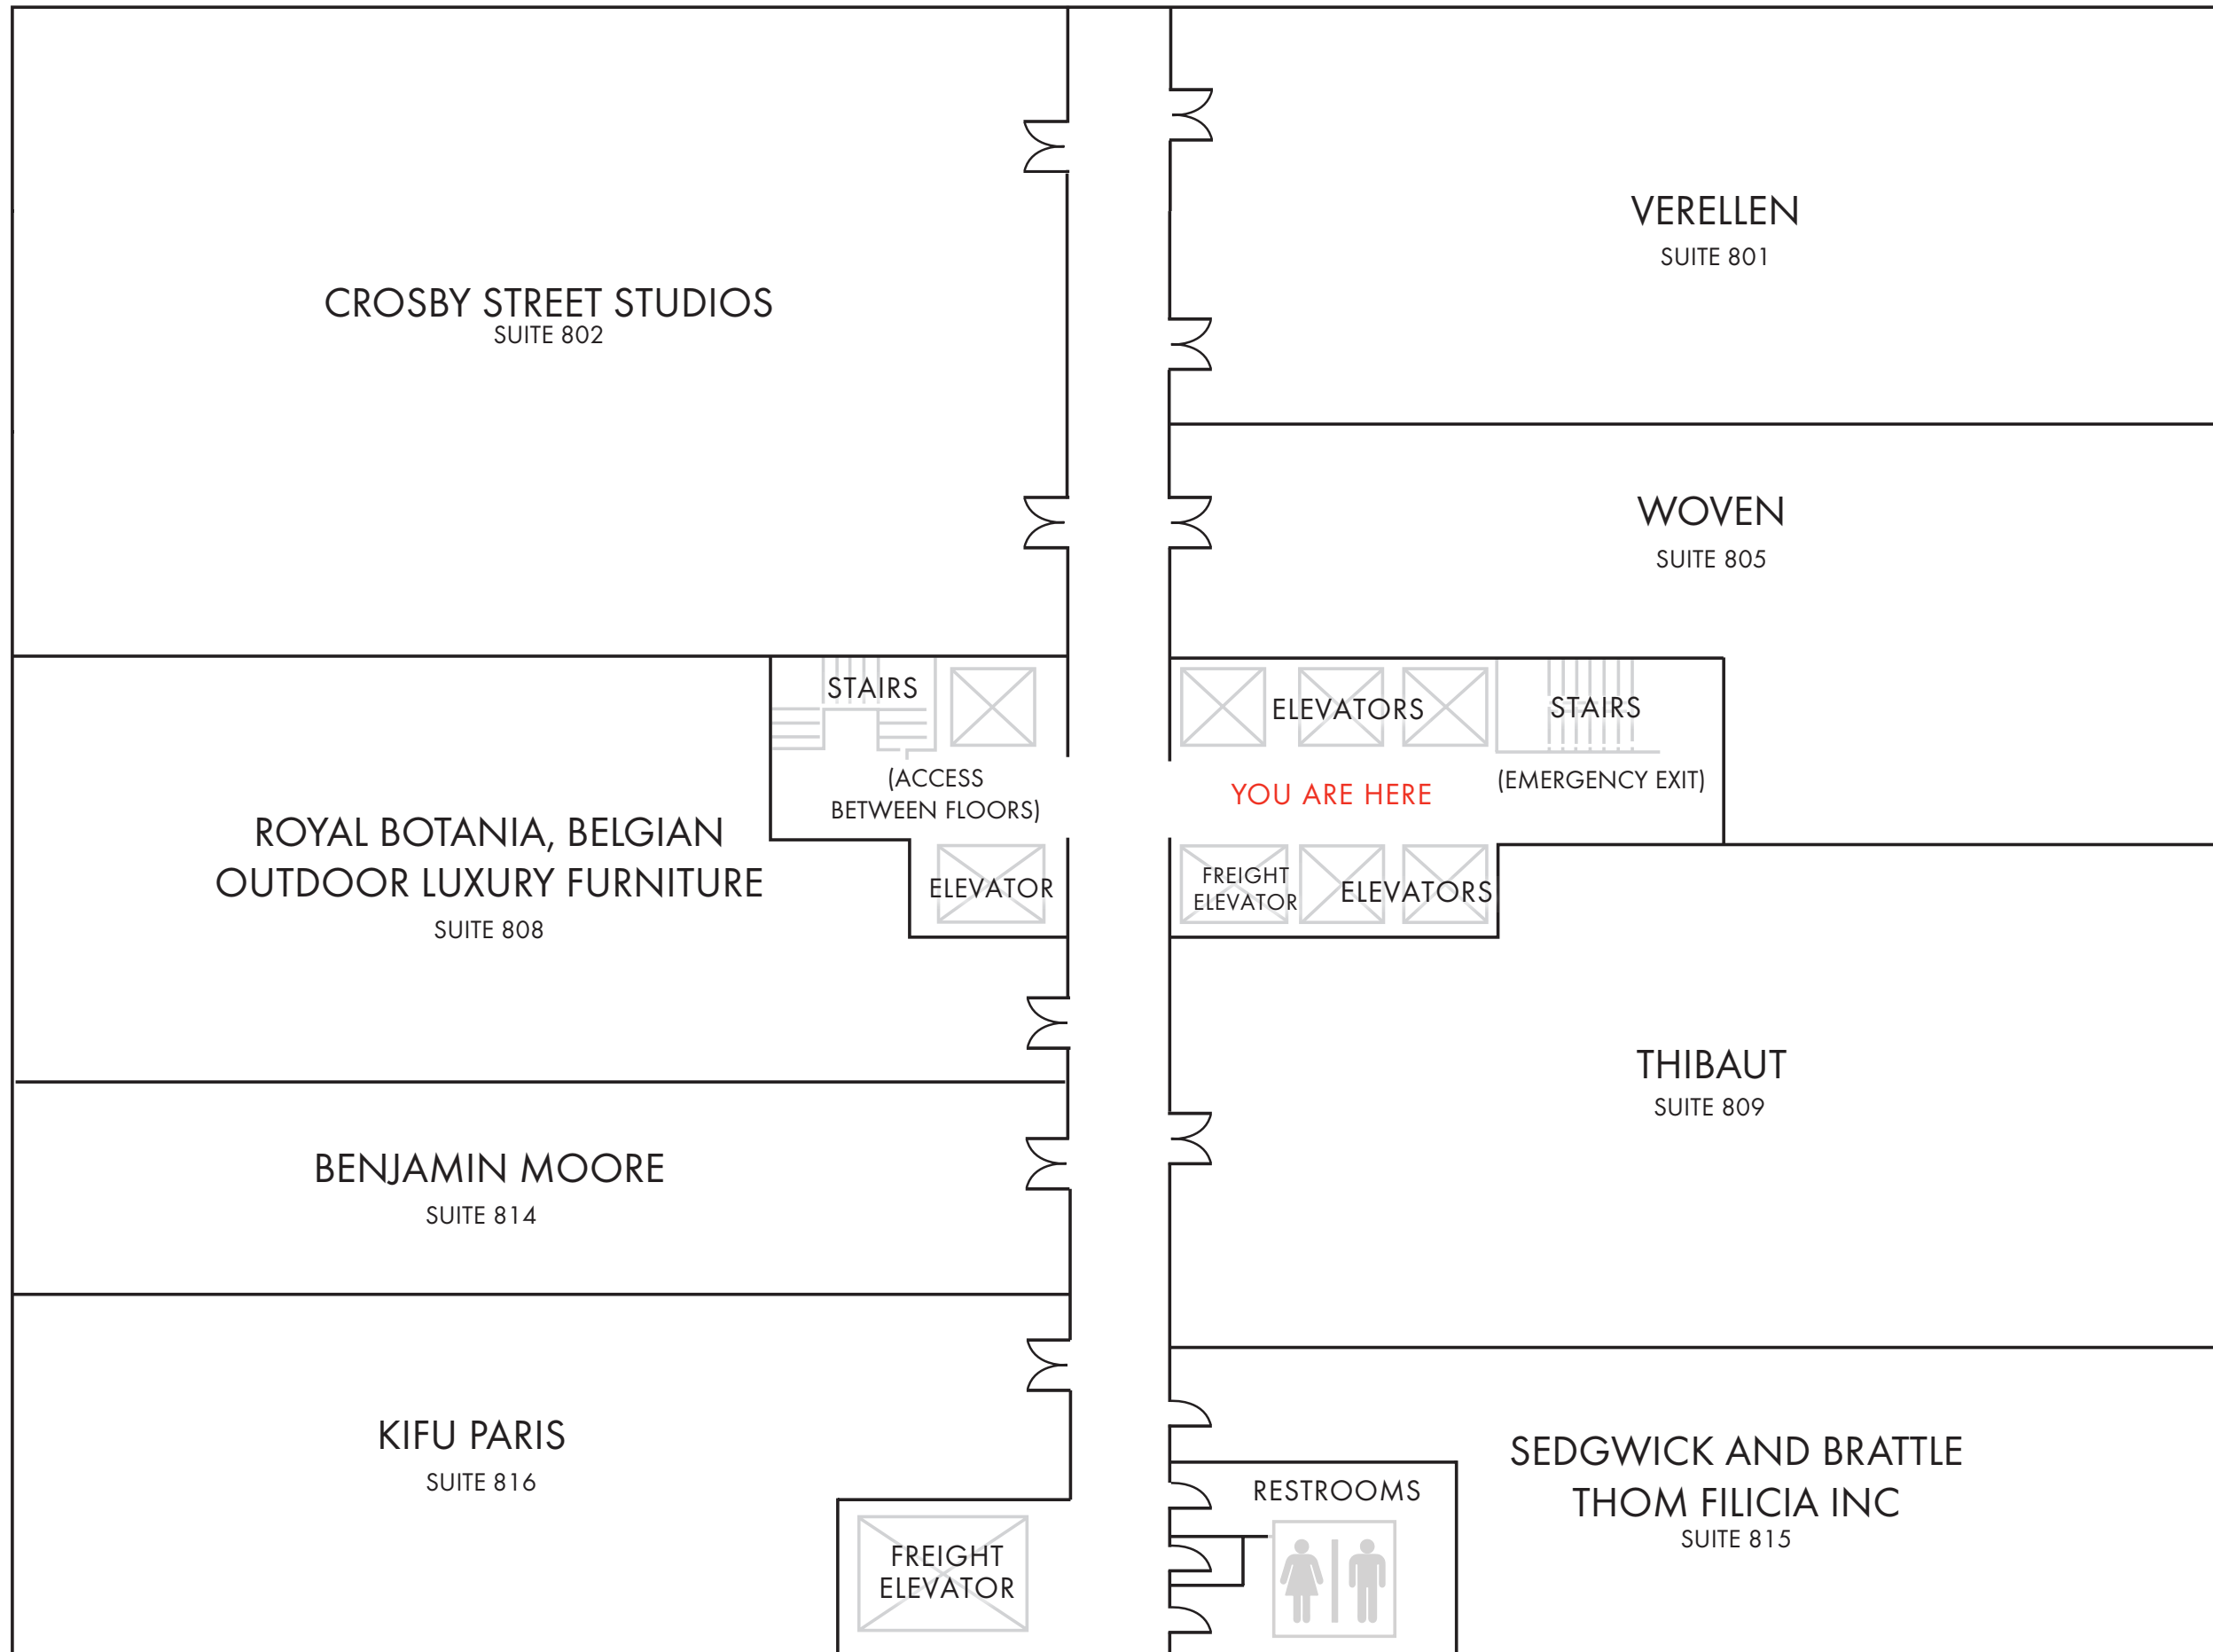 VERELLEN
SUITE 801
CROSBY STREET STUDIOS
SUITE 802
WOVEN
SUITE 805
STAIRS
(ACCESS
BETWEEN FLOORS)
ELEVATORS
STAIRS
YOU ARE HERE
(EMERGENCY EXIT)
ROYAL BOTANIA, BELGIAN
OUTDOOR LUXURY FURNITURE
SUITE 808
ELEVATOR
FREIGHT
ELEVATOR
ELEVATORS
THIBAUT
SUITE 809
BENJAMIN MOORE
SUITE 814
KIFU PARIS
SUITE 816
FREIGHT
ELEVATOR
RESTROOMS
SEDGWICK AND BRATTLE
THOM FILICIA INC
SUITE 815